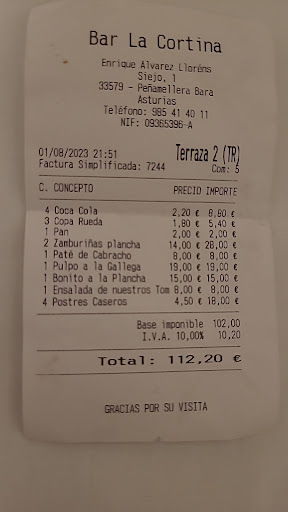 Bar La Cortina
Enrique Alvarez Lloréns
Siejo, 1
33579 - Peñamellera Bara
Asturias
Teléfono: 985 41 40 11
NIF: 09365396-A
01/08/2023 21:51 Terraza 2 (TR)
Factura Simplificada: 7244 Com: 5
C. CONCEPTO PRECIO IMPORTE
4 Coca Cola 2,20 € 8,80 €
3 Copa Rueda 1,80 € 5,40 €
1 Pan 2,00 € 2,00 €
2 Zamburiñas plancha 14,00 € 28,00 €
1 Paté de Cabracho 8,00 € 8,00 €
1 Pulpo a la Gallega 19,00 € 19,00 €
1 Bonito a la Plancha 15,00 € 15,00 €
1 Ensalada de nuestros Tom 8,00 € 8,00 €
4 Postres Caseros 4,50 € 18,00 €
Base imponible 102,00
I.V.A. 10,00% 10,20
Total: 112,20 €
GRACIAS POR SU VISITA